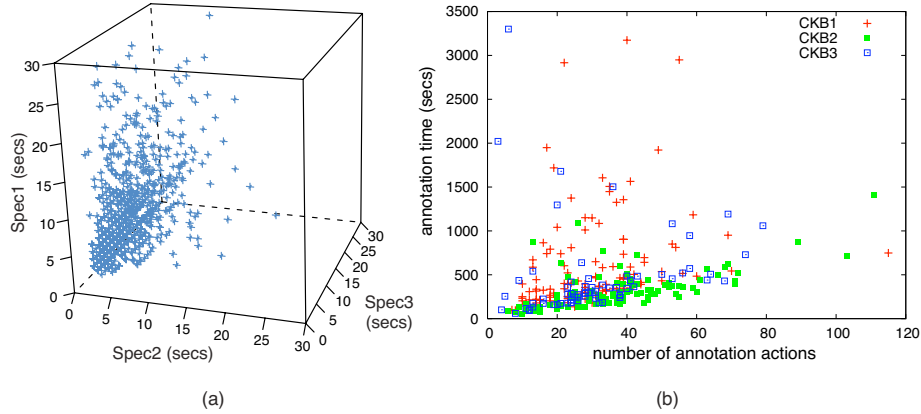 30
25
20
15
10
5
0
Spec1 (secs)
0
5
10
15
20
25
30
Spec2 (secs)
0
5
10
15
20
25
30
Spec3
(secs)
(a)
3500
3000
2500
2000
1500
1000
500
0
annotation time (secs)
CKB1
CKB2
CKB3
0 20 40 60 80 100 120
number of annotation actions
(b)